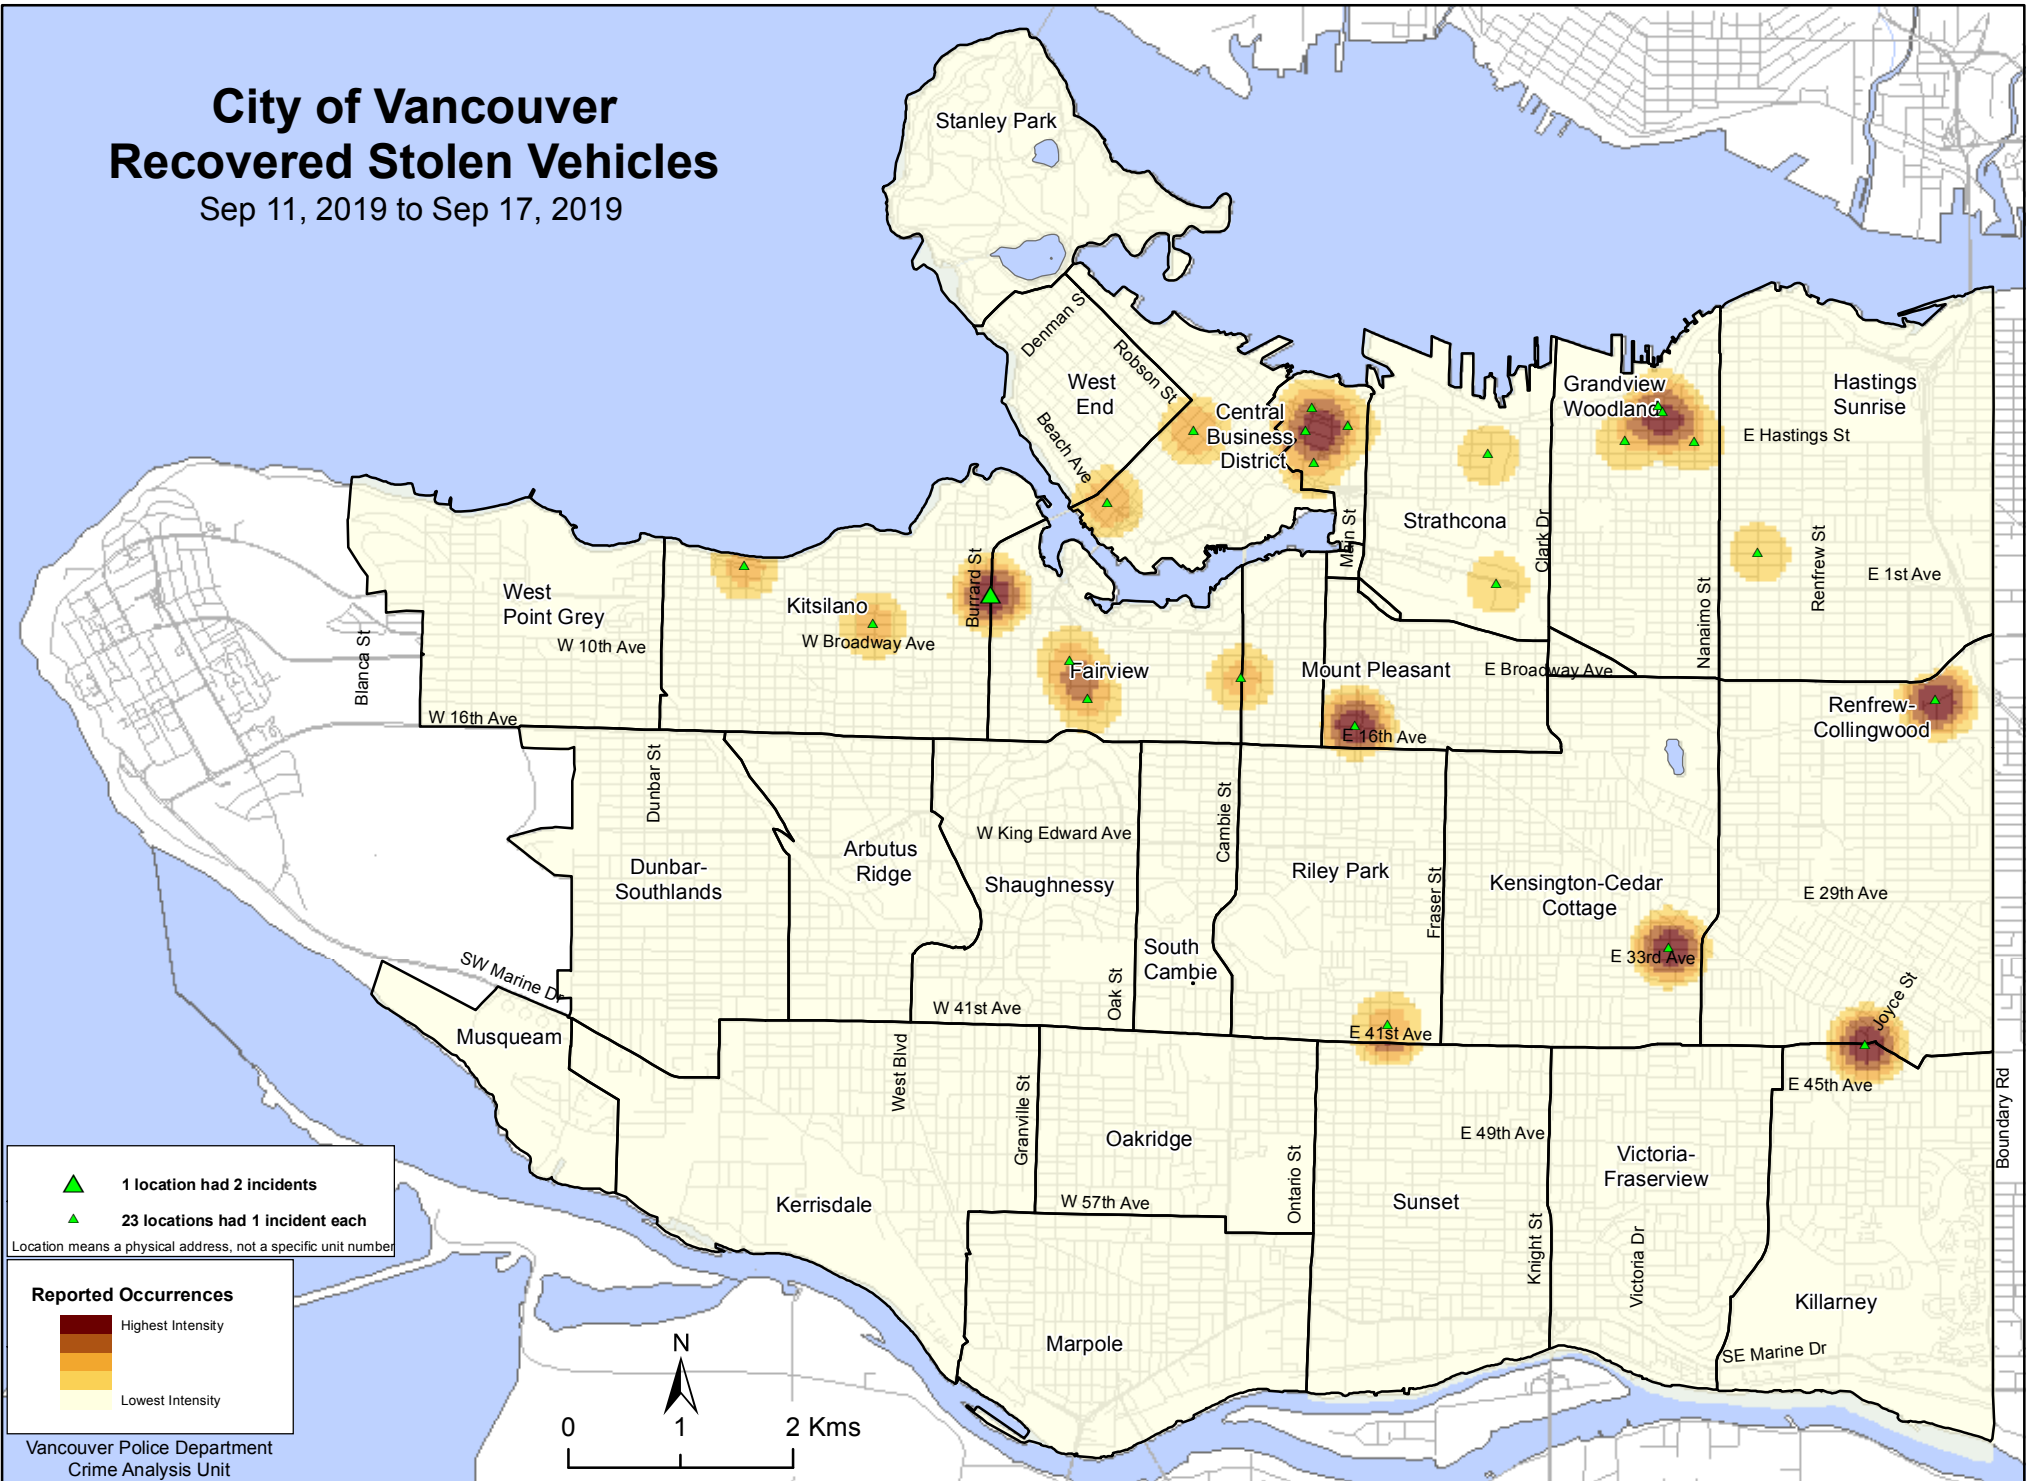 City of Vancouver
Recovered Stolen Vehicles
Sep 11, 2019 to Sep 17, 2019
Stanley Park
Denman S
Robson St
West
End
Beach Ave
Central
Business
District
Grandview
Woodland
Hastings
Sunrise
E Hastings St
Strathcona
Main St
Clark Dr
Nanaimo St
Renfrew St
E 1st Ave
West
Point Grey
W 10th Ave
Blanca St
W 16th Ave
Kitsilano
W Broadway Ave
Burrard St
Fairview
Mount Pleasant
E Broadway Ave
E 16th Ave
Renfrew-
Collingwood
Dunbar St
Dunbar-
Southlands
Arbutus
Ridge
W King Edward Ave
Shaughnessy
Cambie St
South
Cambie
Oak St
W 41st Ave
Riley Park
Fraser St
Kensington-Cedar
Cottage
E 29th Ave
E 33rd Ave
E 41st Ave
Joyce St
E 45th Ave
SW Marine Dr
Musqueam
West Blvd
Granville St
Oakridge
W 57th Ave
Ontario St
E 49th Ave
Sunset
Knight St
Victoria-
Fraserview
Victoria Dr
Boundary Rd
Kerrisdale
Marpole
Killarney
SE Marine Dr
1 location had 2 incidents
23 locations had 1 incident each
Location means a physical address, not a specific unit number
Reported Occurrences
Highest Intensity
Lowest Intensity
Vancouver Police Department
Crime Analysis Unit
N
0 1 2 Kms